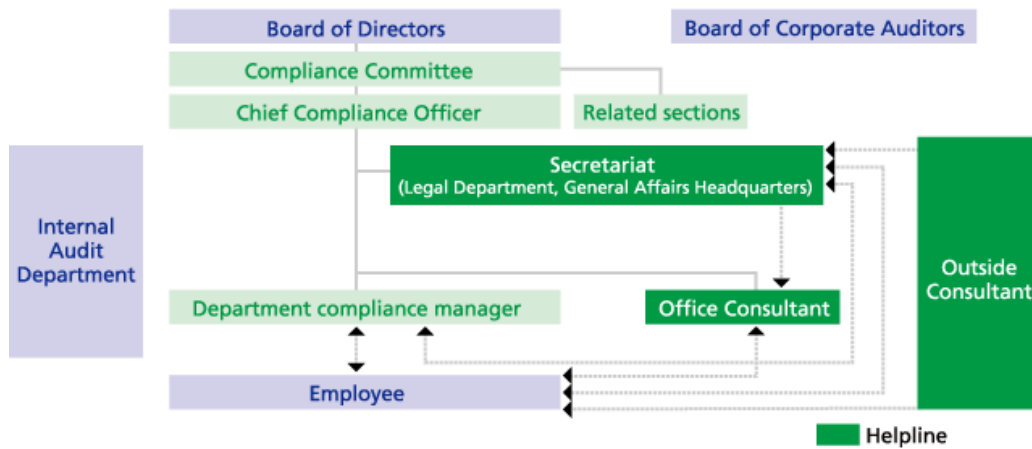 Board of Directors
Board of Corporate Auditors
Compliance Committee
Chief Compliance Officer
Related sections
Secretariat
(Legal Department, General Affairs Headquarters)
Internal
Audit
Department
Outside
Consultant
Department compliance manager
Office Consultant
Employee
Helpline